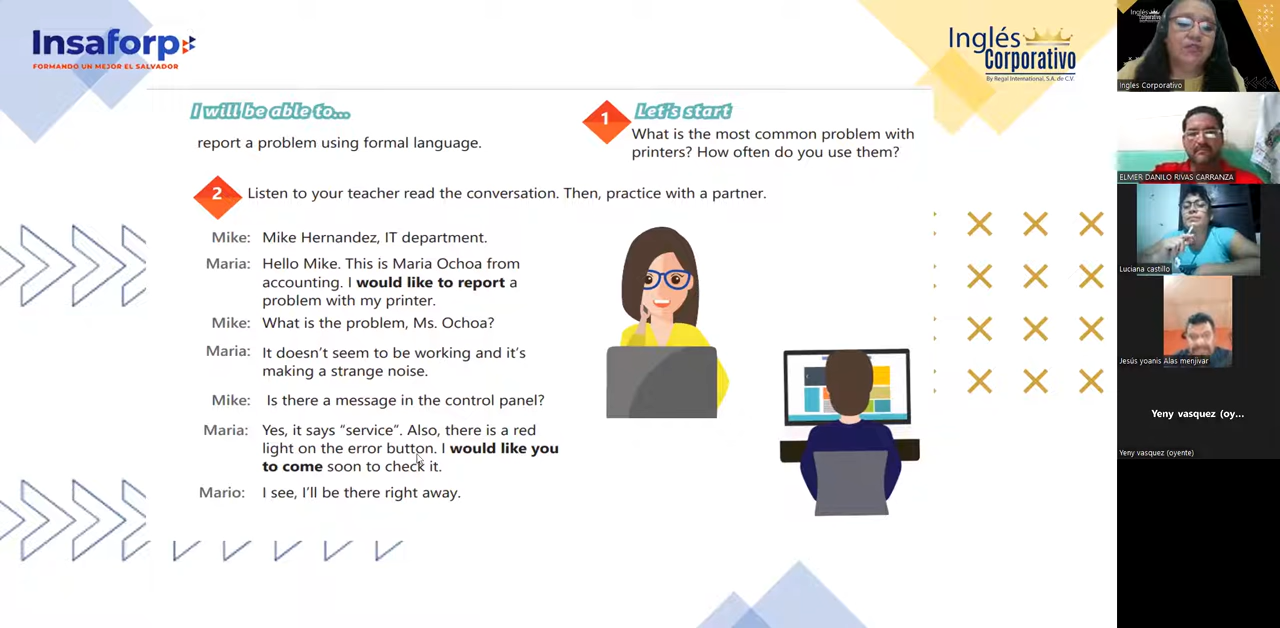 Insaforp
FORMANDO UN MEJOR EL SALVADOR
Inglés
Corporativo
By Regal International, S.A. de C.V.
I will be able to...
report a problem using formal language.
1
Let's start
What is the most common problem with
printers? How often do you use them?
2
Listen to your teacher read the conversation. Then, practice with a partner.
Mike: Mike Hernandez, IT department.
Maria: Hello Mike. This is Maria Ochoa from
accounting. I would like to report a
problem with my printer.
Mike: What is the problem, Ms. Ochoa?
Maria: It doesn't seem to be working and it's
making a strange noise.
Mike: Is there a message in the control panel?
Maria: Yes, it says "service". Also, there is a red
light on the error button. I would like you
to come soon to check it.
Mario: I see, I'll be there right away.
Inglés
Corporativo
Ingles Corporativo
ELMER DANILO RIVAS CARRANZA
Luciana castillo
Jesús yoanis Alas menjivar
Yeny vasquez (oy...
Yeny vasquez (oyente)